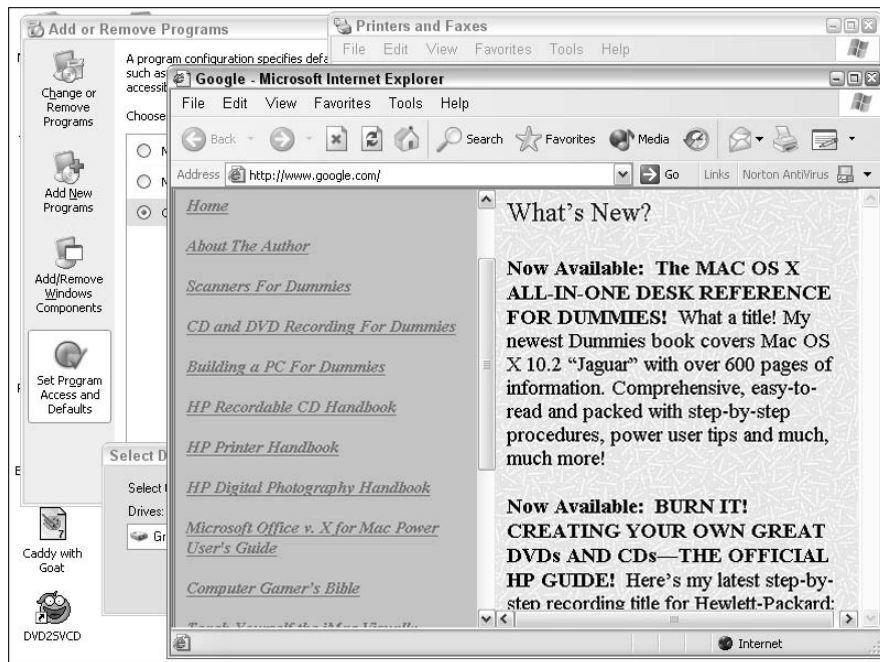 Add or Remove Programs
Change or
Remove
Programs
Add New
Programs
Add/Remove
Windows
Components
Set Program
Access and
Defaults
A program configuration specifies
such as
Choose
Printers and Faxes
File Edit View Favorites Tools Help
Google - Microsoft Internet Explorer
File Edit View Favorites Tools Help
Back Search Favorites Media
Address http://www.google.com/ Go Links Norton AntiVirus
Home
About The Author
Scanners For Dummies
CD and DVD Recording For Dummies
Building a PC For Dummies
HP Recordable CD Handbook
HP Printer Handbook
HP Digital Photography Handbook
Microsoft Office v. X for Mac Power
User's Guide
Computer Gamer's Bible
Teach Yourself the iMac Visually
What's New?
Now Available: The MAC OS X
ALL-IN-ONE DESK REFERENCE
FOR DUMMIES! What a title! My
newest Dummies book covers Mac OS
X 10.2 “Jaguar” with over 600 pages of
information. Comprehensive, easy-to-
read and packed with step-by-step
procedures, power user tips and much,
much more!
Now Available: BURN IT!
CREATING YOUR OWN GREAT
DVDs AND CDs—THE OFFICIAL
HP GUIDE! Here's my latest step-by-
step recording title for Hewlett-Packard:
Internet
Select D
Select
Drives:
Caddy with
Goat
DVD2SVCD